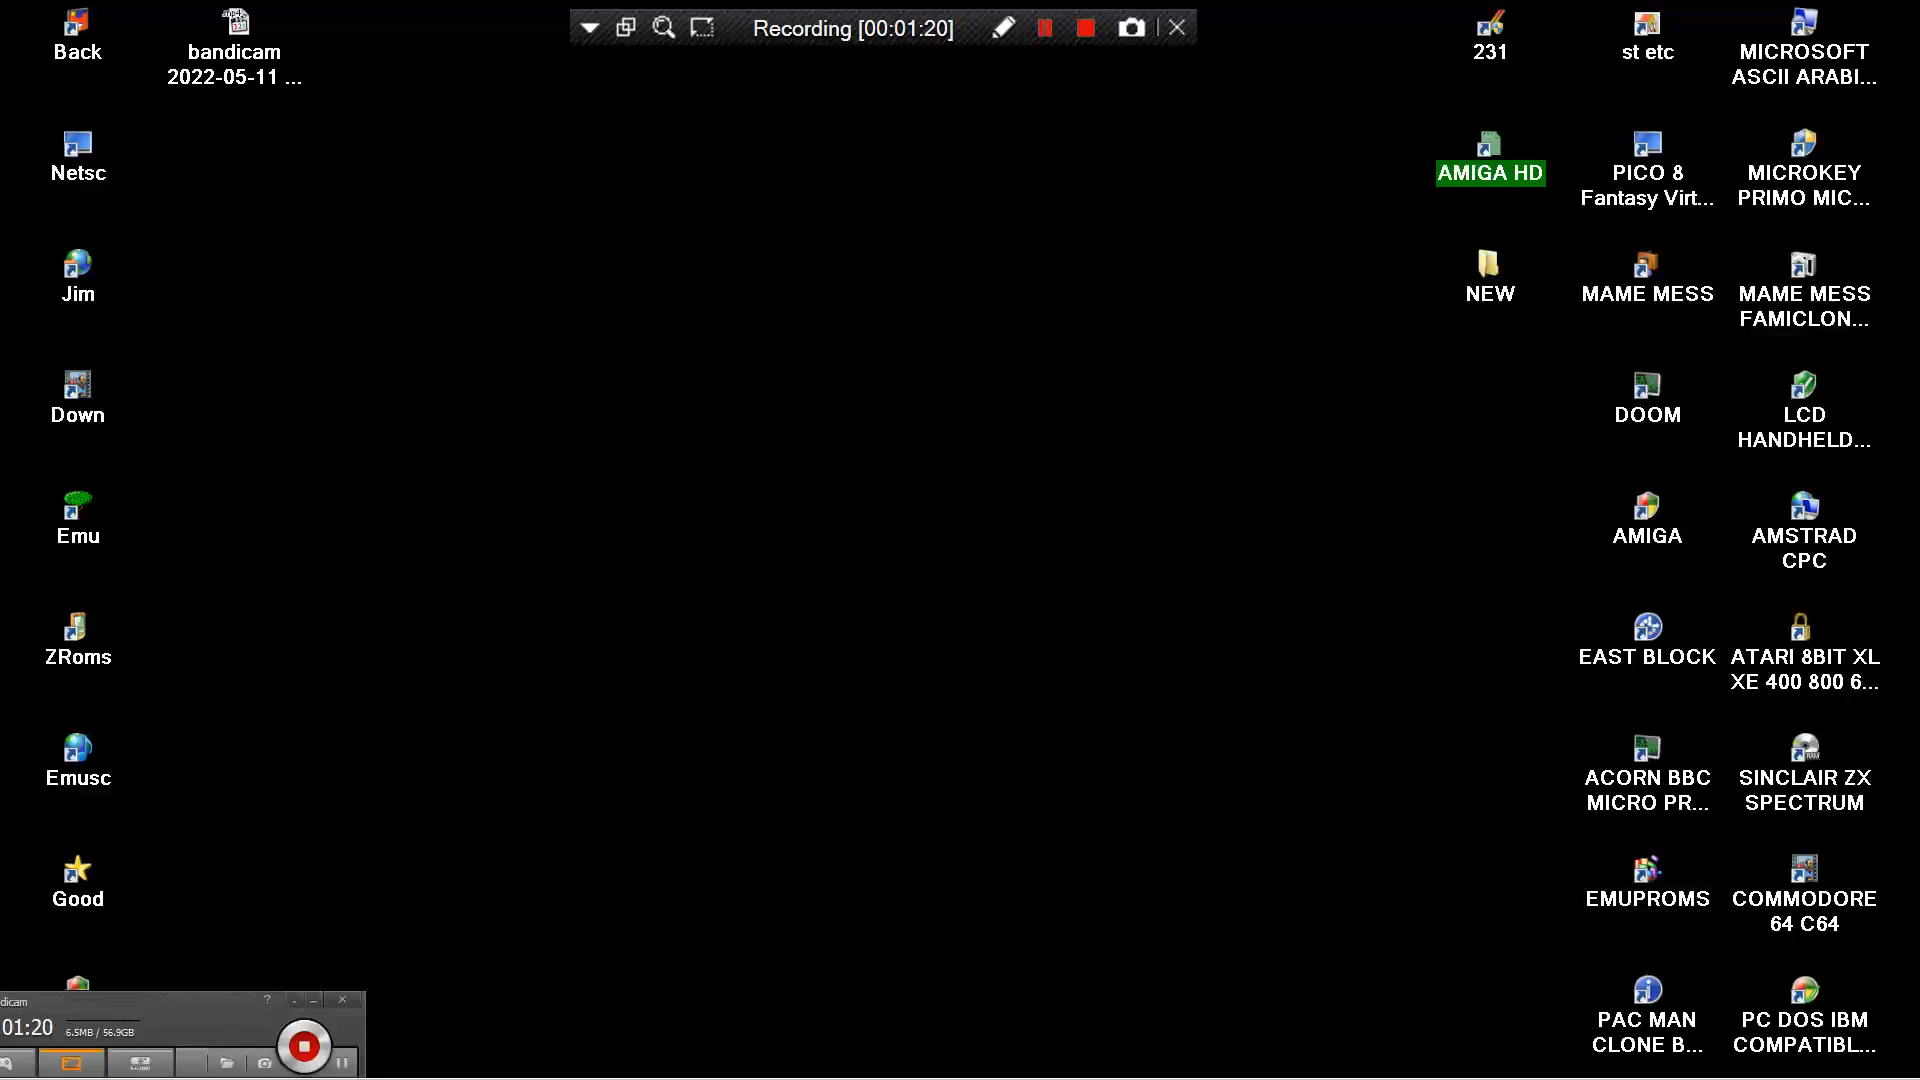 Recording [00:01:20]
Back
bandicam
2022-05-11 ...
Netsc
Jim
Down
Emu
ZRoms
Emusc
Good
231
AMIGA HD
NEW
st etc
PICO 8
Fantasy Virt...
MAME MESS
DOOM
AMIGA
EAST BLOCK
ACORN BBC
MICRO PR...
EMUPROMS
PAC MAN
CLONE B...
MICROSOFT
ASCII ARABI...
MICROKEY
PRIMO MIC...
MAME MESS
FAMICLON...
LCD
HANDHELD...
AMSTRAD
CPC
ATARI 8BIT XL
XE 400 800 6...
SINCLAIR ZX
SPECTRUM
COMMODORE
64 C64
PC DOS IBM
COMPATIBL...
dicam
01:20
6.5MB / 56.9GB